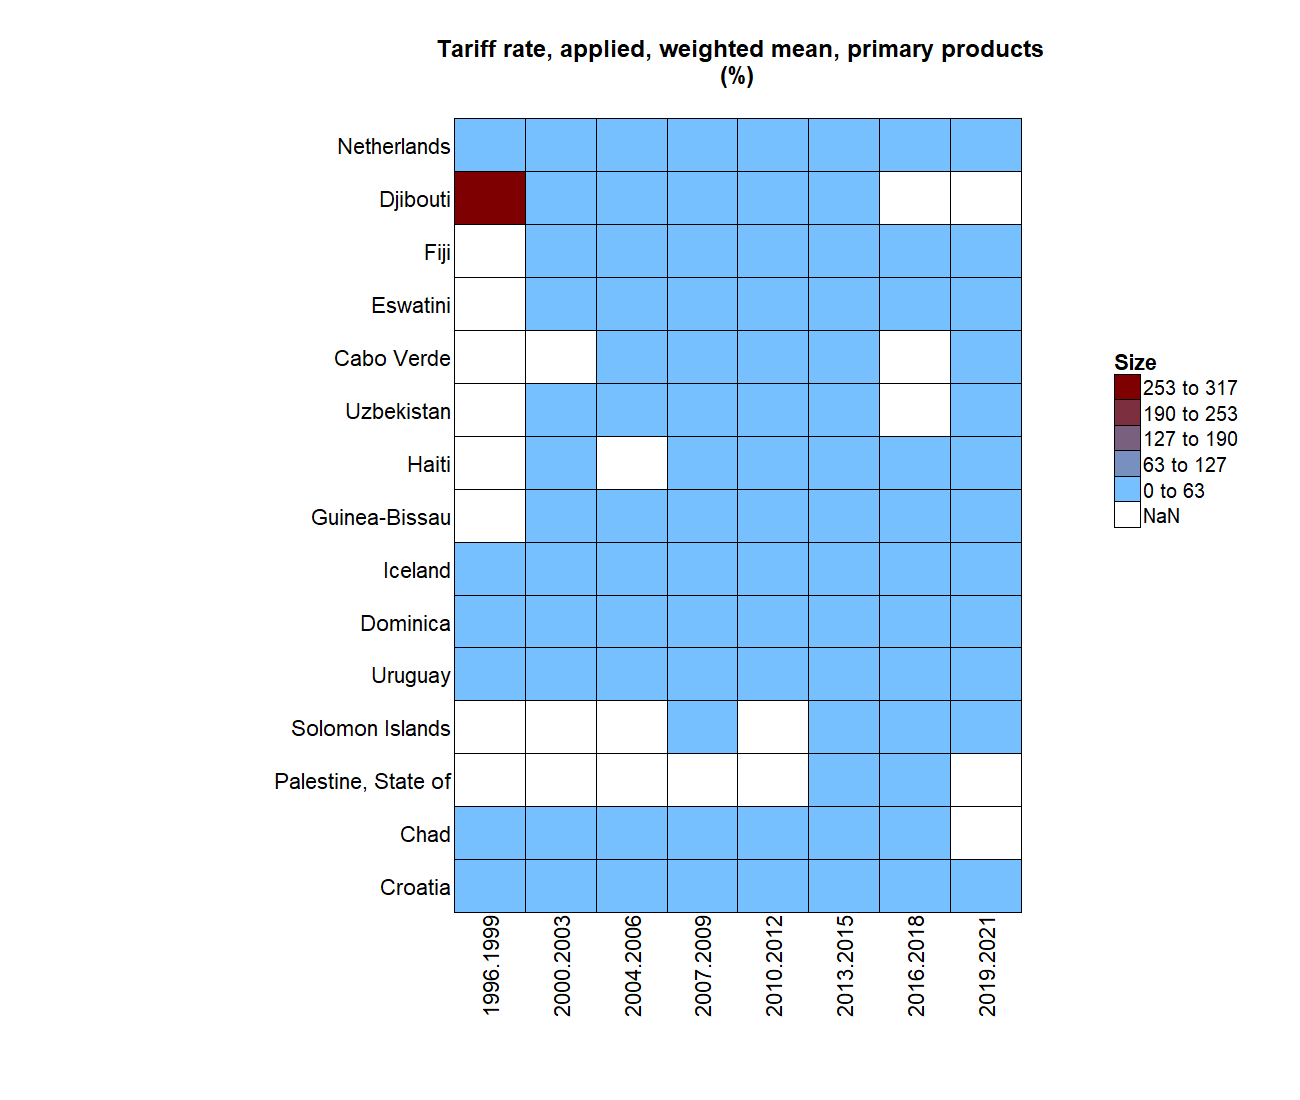 Tariff rate, applied, weighted mean, primary products
(%)
Netherlands
Djibouti
Fiji
Eswatini
Cabo Verde
Uzbekistan
Haiti
Guinea-Bissau
Iceland
Dominica
Uruguay
Solomon Islands
Palestine, State of
Chad
Croatia
1996.1999
2000.2003
2004.2006
2007.2009
2010.2012
2013.2015
2016.2018
2019.2021
Size
253 to 317
190 to 253
127 to 190
63 to 127
0 to 63
NaN